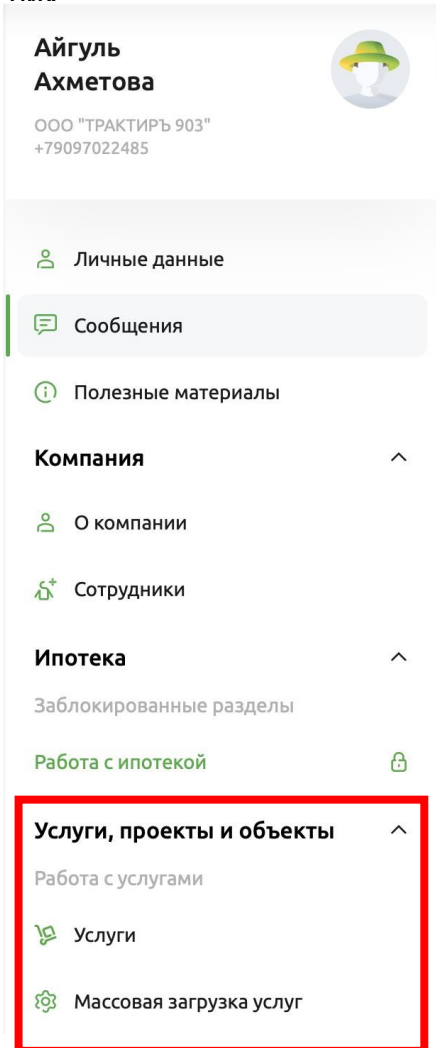 Айгуль
Ахметова
ООО "ТРАКТИРЪ 903"
+79097022485
Личные данные
Сообщения
Полезные материалы
Компания
О компании
Сотрудники
Ипотека
Заблокированные разделы
Работа с ипотекой
Услуги, проекты и объекты
Работа с услугами
Услуги
Массовая загрузка услуг